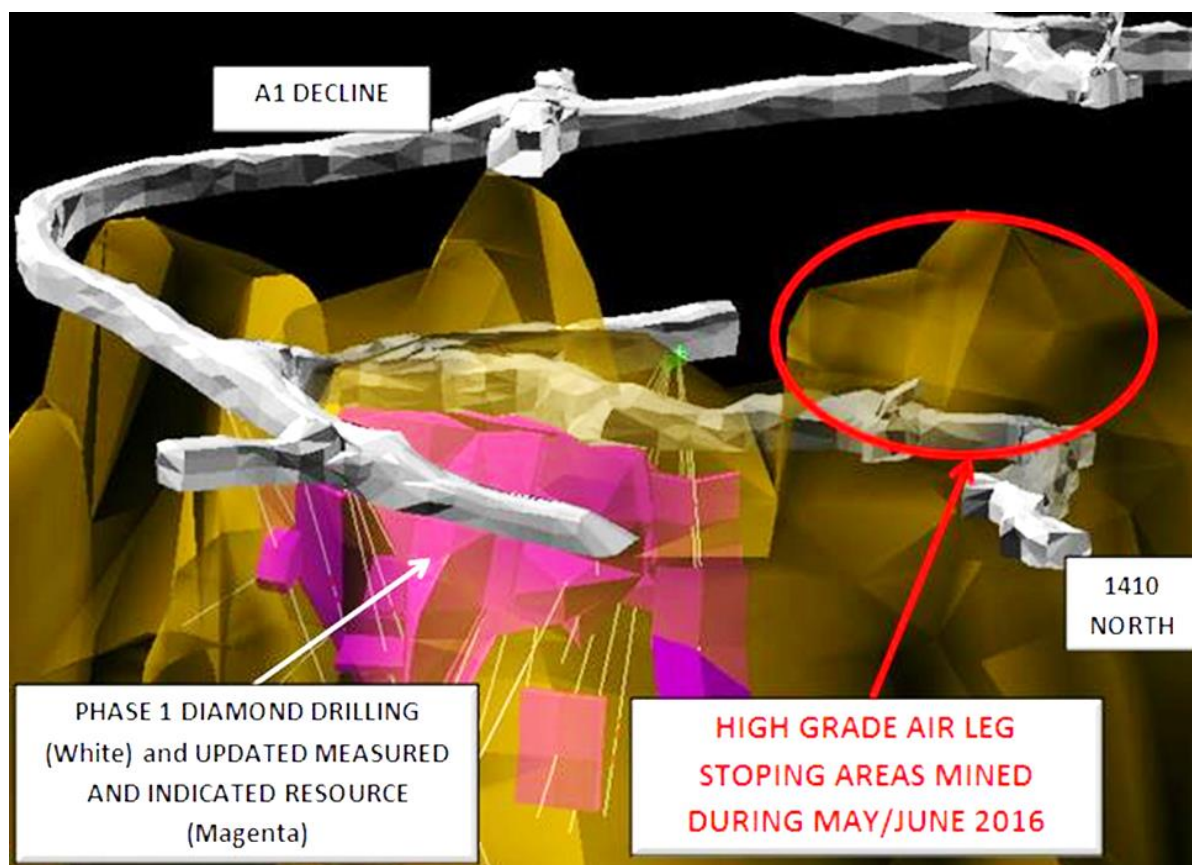 A1 DECLINE
1410
NORTH
PHASE 1 DIAMOND DRILLING
(White) and UPDATED MEASURED
AND INDICATED RESOURCE
(Magenta)
HIGH GRADE AIR LEG
STOPING AREAS MINED
DURING MAY/JUNE 2016